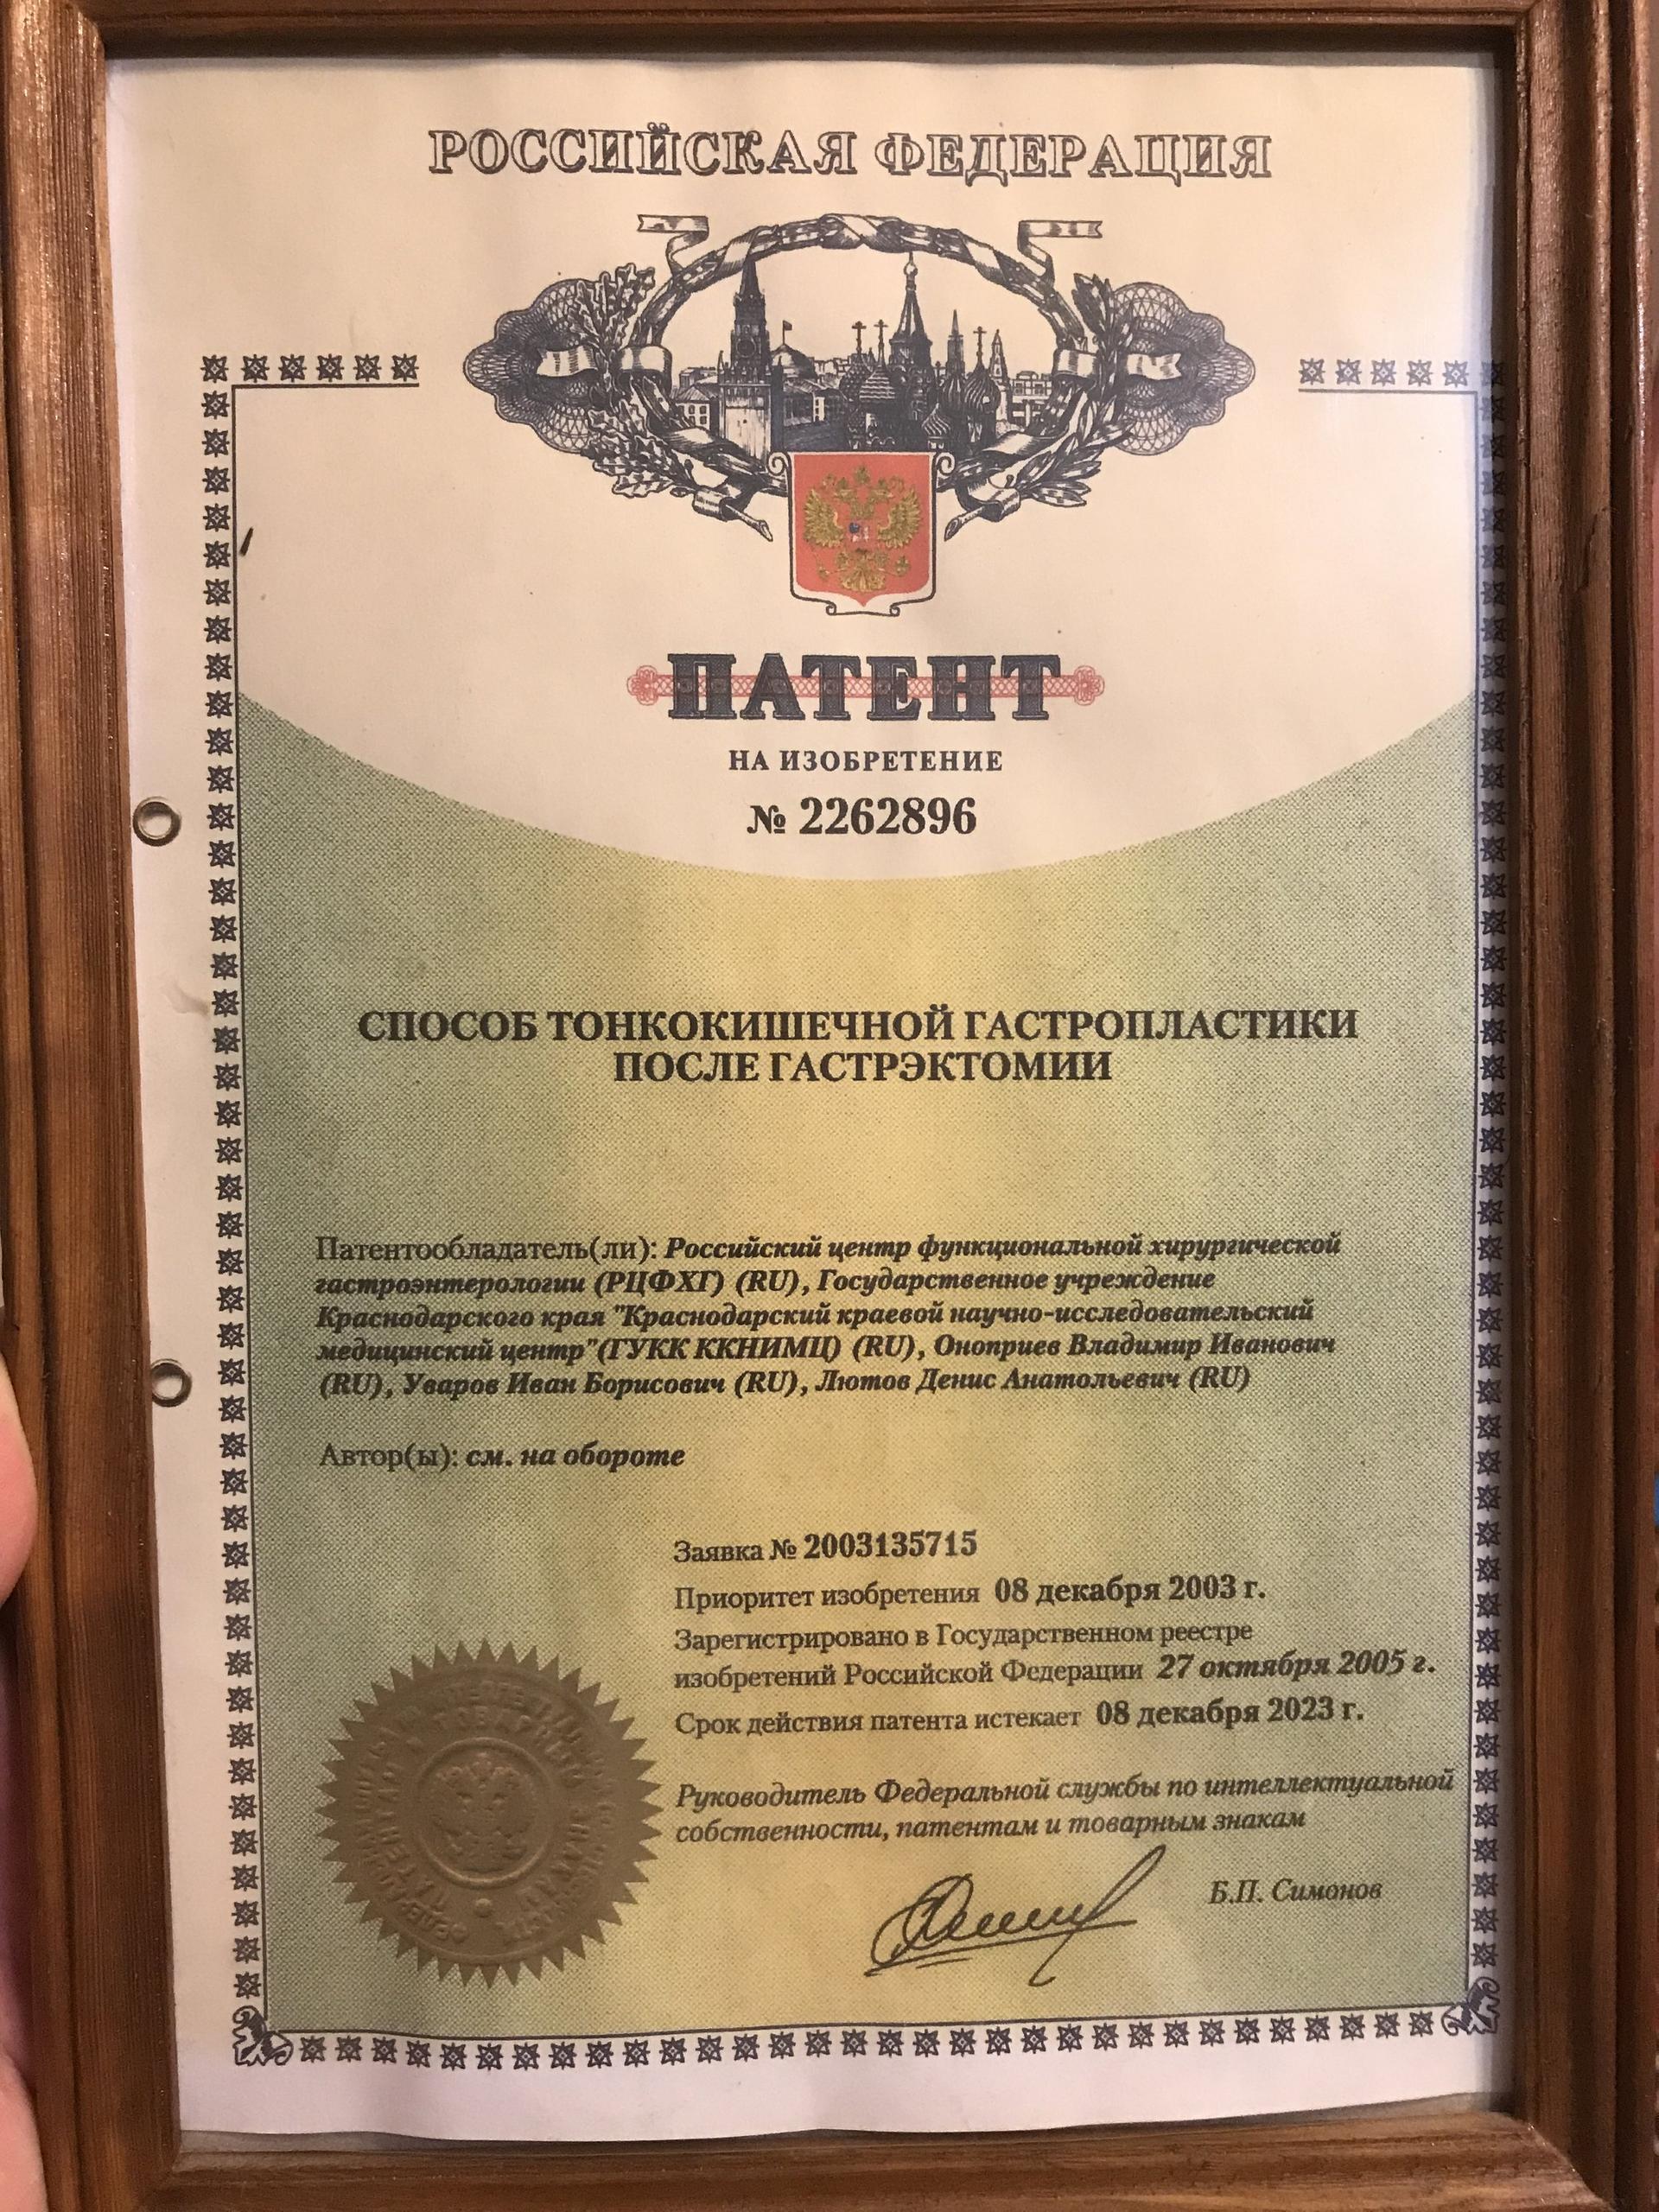 РОССИЙСКАЯ ФЕДЕРАЦИЯ
ПАТЕНТ
НА ИЗОБРЕТЕНИЕ
№ 2262896
СПОСОБ ТОНКОКИШЕЧНОЙ ГАСТРОПЛАСТИКИ
ПОСЛЕ ГАСТРЭКТОМИИ
Патентообладатель(ли): Российский центр функциональной хирургической
гастроэнтерологии (РЦФХГ) (RU), Государственное учреждение
Краснодарского края "Краснодарский краевой научно-исследовательский
медицинский центр"(ГУКК ККНИМЦ) (RU), Оноприев Владимир Иванович
(RU), Уваров Иван Борисович (RU), Лютов Денис Анатольевич (RU)
Автор(ы): см. на обороте
Заявка № 2003135715
Приоритет изобретения 08 декабря 2003 г.
Зарегистрировано в Государственном реестре
изобретений Российской Федерации 27 октября 2005 г.
Срок действия патента истекает 08 декабря 2023 г.
Руководитель Федеральной службы по интеллектуальной
собственности, патентам и товарным знакам
Б.П. Симонов